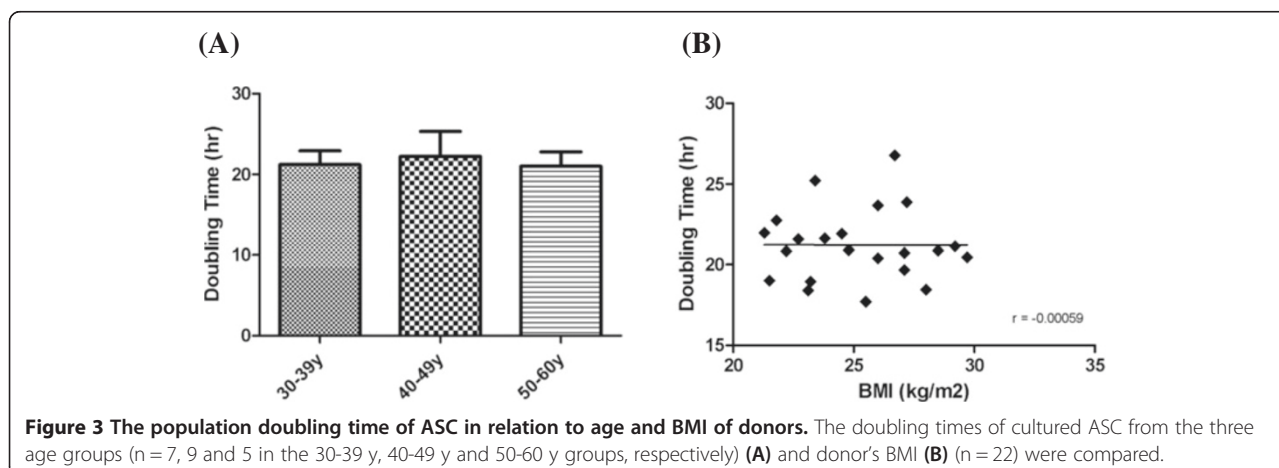 (A)
(B)
30
20
10
0
Doubling Time (hr)
30-39y
40-49y
50-60y
30
25
20
15
Doubling Time (hr)
r = -0.00059
20
25
30
35
BMI (kg/m2)
Figure 3 The population doubling time of ASC in relation to age and BMI of donors. The doubling times of cultured ASC from the three
age groups (n = 7, 9 and 5 in the 30-39 y, 40-49 y and 50-60 y groups, respectively) (A) and donor's BMI (B) (n = 22) were compared.